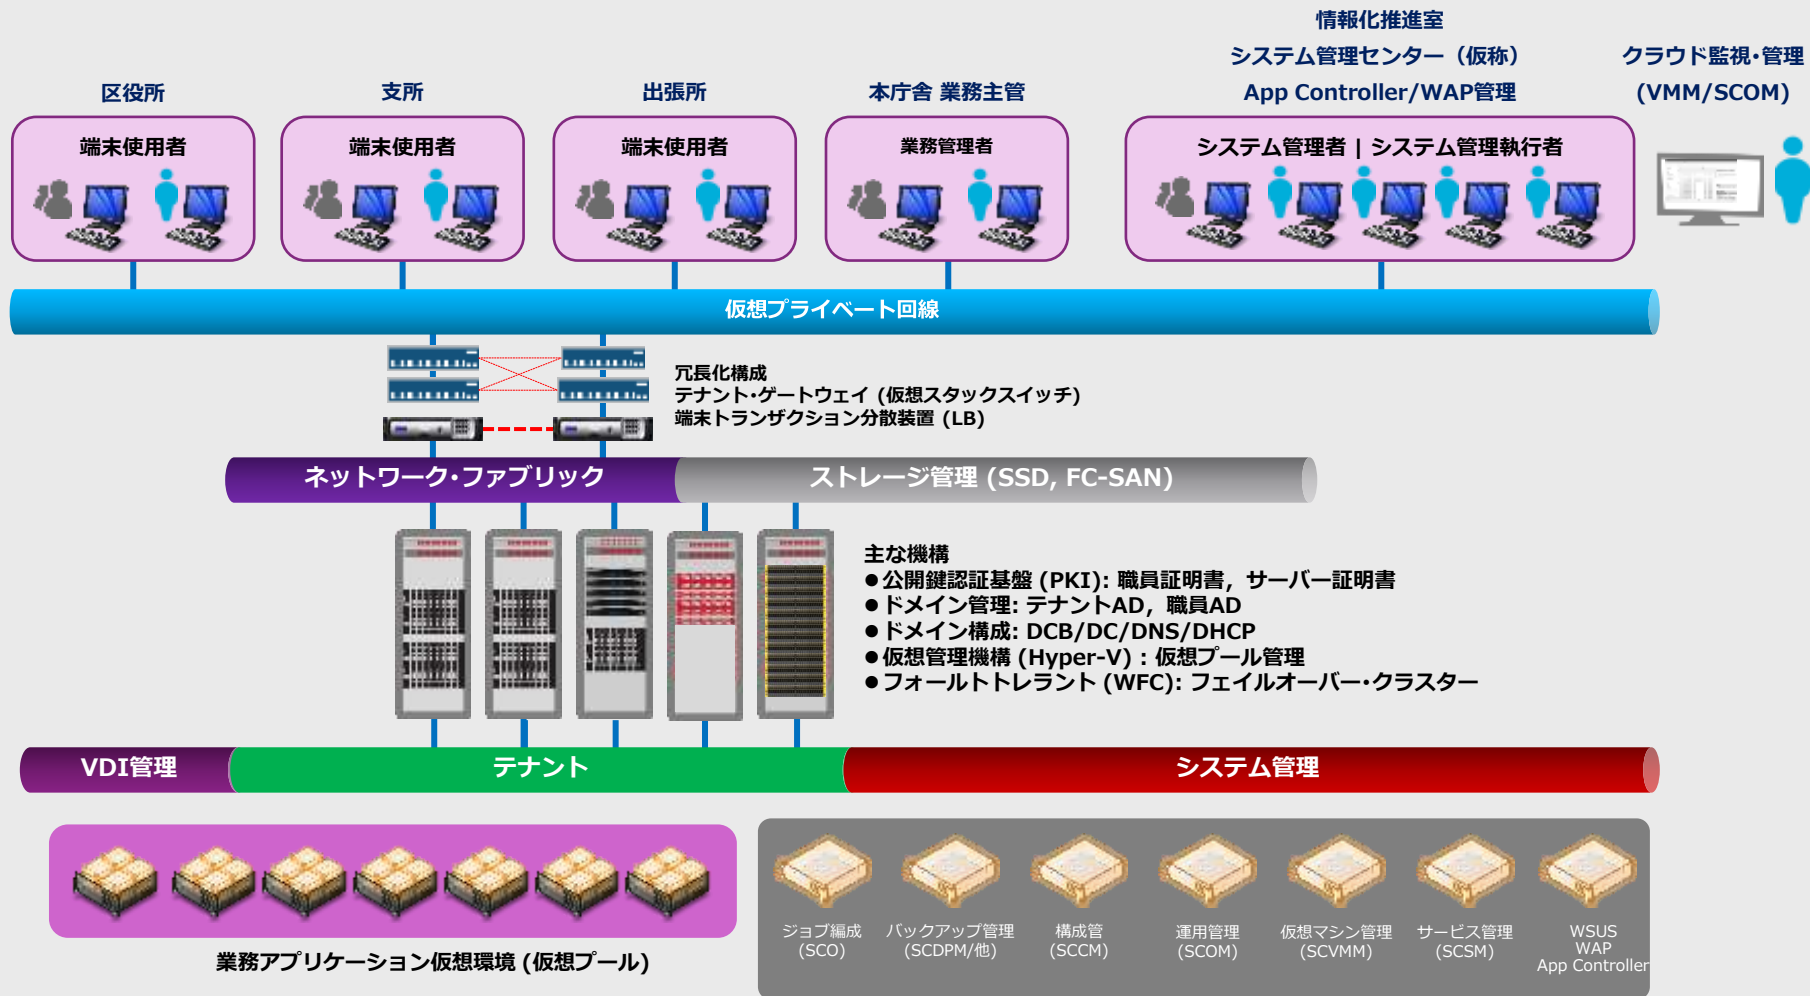 情報化推進室
システム管理センター（仮称）
クラウド監視･管理
区役所
支所
出張所
本庁舎 業務主管
App Controller/WAP管理
(VMM/SCOM)
端末使用者
端末使用者
端末使用者
業務管理者
システム管理者 | システム管理執行者
仮想プライベート回線
冗長化構成
テナント･ゲートウェイ (仮想スタックスイッチ)
端末トランザクション分散装置 (LB)
ネットワーク･ファブリック
ストレージ管理 (SSD, FC-SAN)
主な機構
●公開鍵認証基盤 (PKI): 職員証明書，サーバー証明書
●ドメイン管理: テナントAD，職員AD
●ドメイン構成: DCB/DC/DNS/DHCP
●仮想管理機構 (Hyper-V) : 仮想プール管理
●フォールトトレラント (WFC): フェイルオーバー･クラスター
VDI管理
テナント
システム管理
業務アプリケーション仮想環境 (仮想プール)
ジョブ編成
(SCO)
バックアップ管理
(SCDPM/他)
構成管
(SCCM)
運用管理
(SCOM)
仮想マシン管理
(SCVMM)
サービス管理
(SCSM)
WSUS
WAP
App Controller